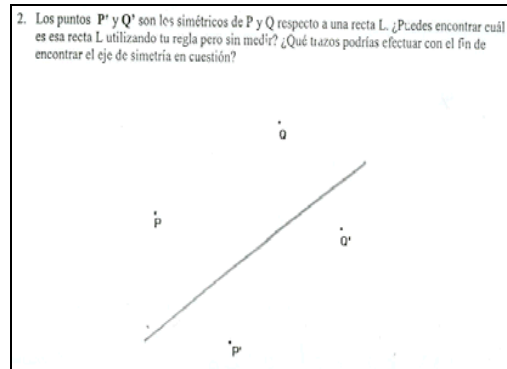 2. Los puntos P' y Q' son los simétricos de P y Q respecto a una recta L. ¿Puedes encontrar cuál
es esa recta L utilizando tu regla pero sin medir? ¿Qué trazos podrías efectuar con el fin de
encontrar el eje de simetría en cuestión?
Q
P
Q'
P'